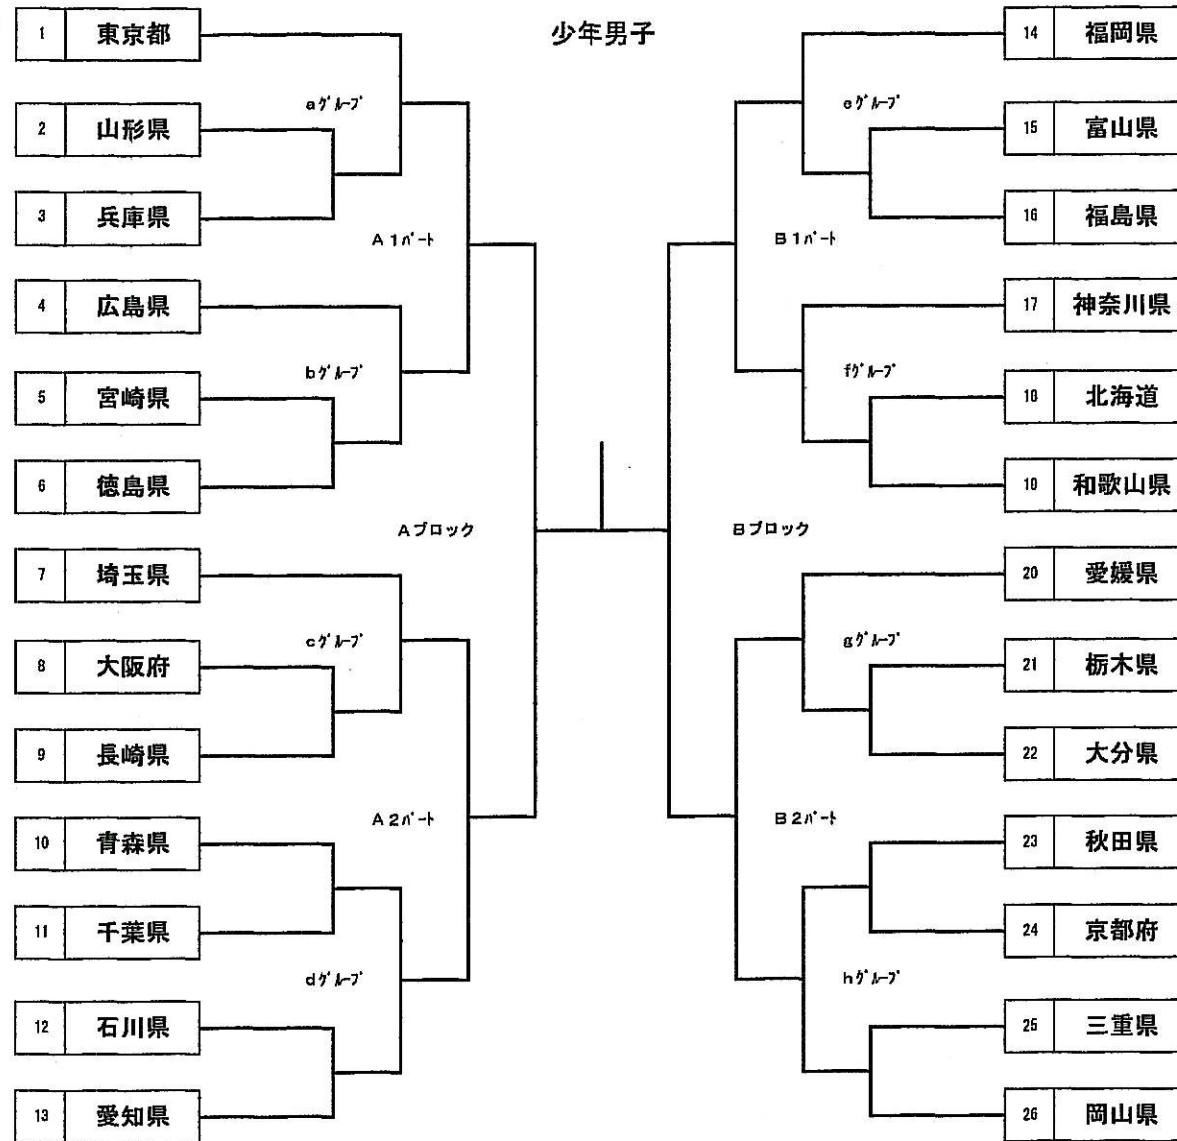 少年男子
1 東京都
aグループ
2 山形県
3 兵庫県
A1パート
4 広島県
bグループ
5 宮崎県
6 徳島県
Aブロック
7 埼玉県
cグループ
8 大阪府
9 長崎県
A2パート
10 青森県
11 千葉県
dグループ
12 石川県
13 愛知県
14 福岡県
eグループ
15 富山県
16 福島県
B1パート
17 神奈川県
fグループ
18 北海道
19 和歌山県
Bブロック
20 愛媛県
gグループ
21 栃木県
22 大分県
B2パート
23 秋田県
24 京都府
hグループ
25 三重県
26 岡山県